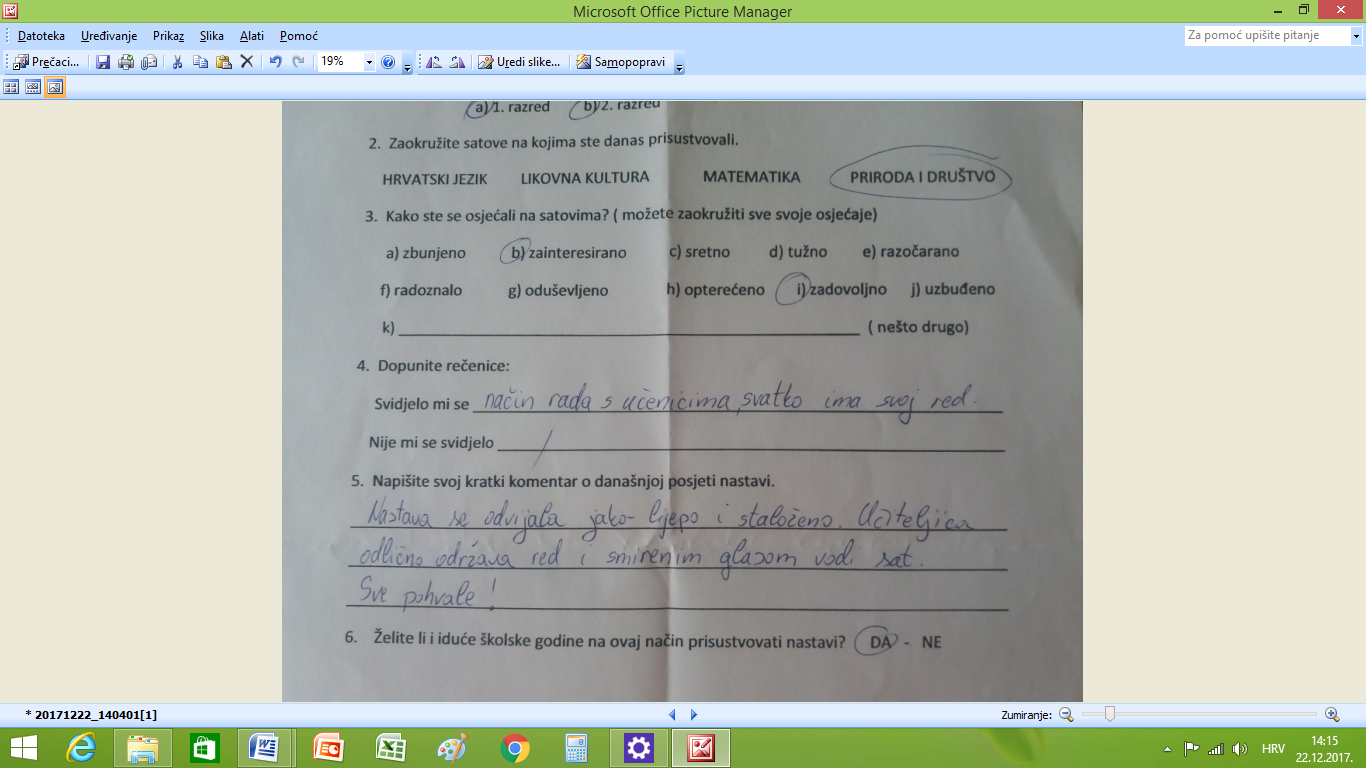 Microsoft Office Picture Manager
Datoteka Uređivanje Prikaz Slika Alati Pomoć
Za pomoć upišite pitanje
Prečaci... 19% Uredi slike... Samopopravi
a) 1. razred b) 2. razred
2. Zaokružite satove na kojima ste danas prisustvovali.
HRVATSKI JEZIK LIKOVNA KULTURA MATEMATIKA PRIRODA I DRUŠTVO
3. Kako ste se osjećali na satovima? ( možete zaokružiti sve svoje osjećaje)
a) zbunjeno b) zainteresirano c) sretno d) tužno e) razočarano
f) radoznalo g) oduševljeno h) opterećeno i) zadovoljno j) uzbuđeno
k) ( nešto drugo)
4. Dopunite rečenice:
Svidjelo mi se način rada s učenicima, svatko ima svoj red.
Nije mi se svidjelo /
5. Napišite svoj kratki komentar o današnjoj posjeti nastavi.
Nastava se odvijala jako lijepo i staloženo. Učiteljica
odlično održava red i smirenim glasom vodi sat.
Sve pohvale!
6. Želite li i iduće školske godine na ovaj način prisustvovati nastavi? DA - NE
* 20171222_140401[1] Zumiranje:
HRV 14:15
22.12.2017.